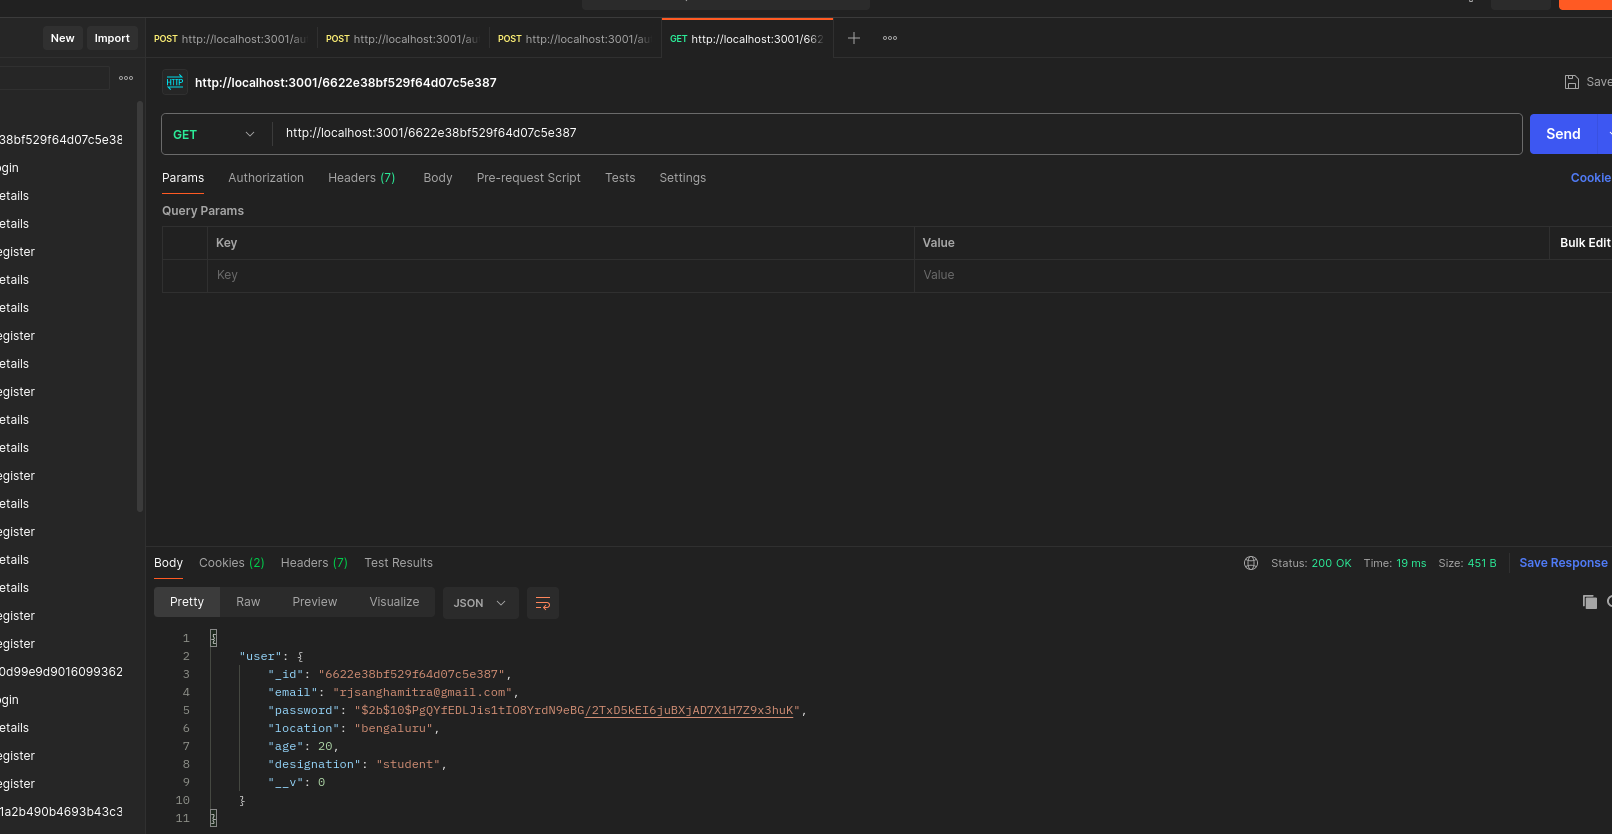 New Import POST http://localhost:3001/au POST http://localhost:3001/au POST http://localhost:3001/au GET http://localhost:3001/662
HTTP http://localhost:3001/6622e38bf529f64d07c5e387 Save
GET http://localhost:3001/6622e38bf529f64d07c5e387 Send
38bf529f64d07c5e38
ogin
Params Authorization Headers (7) Body Pre-request Script Tests Settings Cookie
etails
Query Params
etails
Key Value Bulk Edit
egister
Key Value
etails
etails
egister
etails
egister
etails
etails
egister
etails
egister
etails
Body Cookies (2) Headers (7) Test Results Status: 200 OK Time: 19 ms Size: 451 B Save Response
etails
Pretty Raw Preview Visualize JSON
egister
egister
0d99e9d9016099362
ogin
etails
egister
egister
1a2b490b4693b43c3
1 {
2 "user": {
3 "_id": "6622e38bf529f64d07c5e387",
4 "email": "rjsanghamitra@gmail.com",
5 "password": "$2b$10$PgQYfEDLJis1tIO8YrdN9eBG/2TxD5kEI6juBXjAD7X1H7Z9x3huK",
6 "location": "bengaluru",
7 "age": 20,
8 "designation": "student",
9 "__v": 0
10 }
11 }